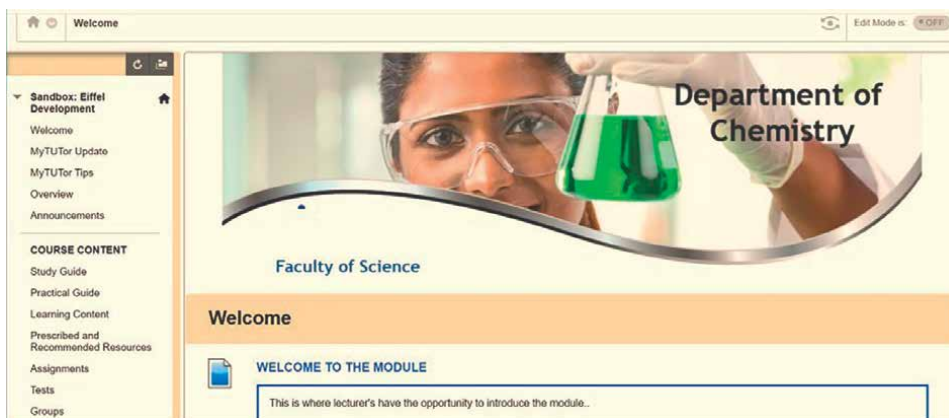 Welcome
Edit Mode is: OFF
Sandbox: Eiffel
Development
Welcome
MyTUTor Update
MyTUTor Tips
Overview
Announcements
COURSE CONTENT
Study Guide
Practical Guide
Learning Content
Prescribed and
Recommended Resources
Assignments
Tests
Groups
Department of
Chemistry
Faculty of Science
Welcome
WELCOME TO THE MODULE
This is where lecturer's have the opportunity to introduce the module..